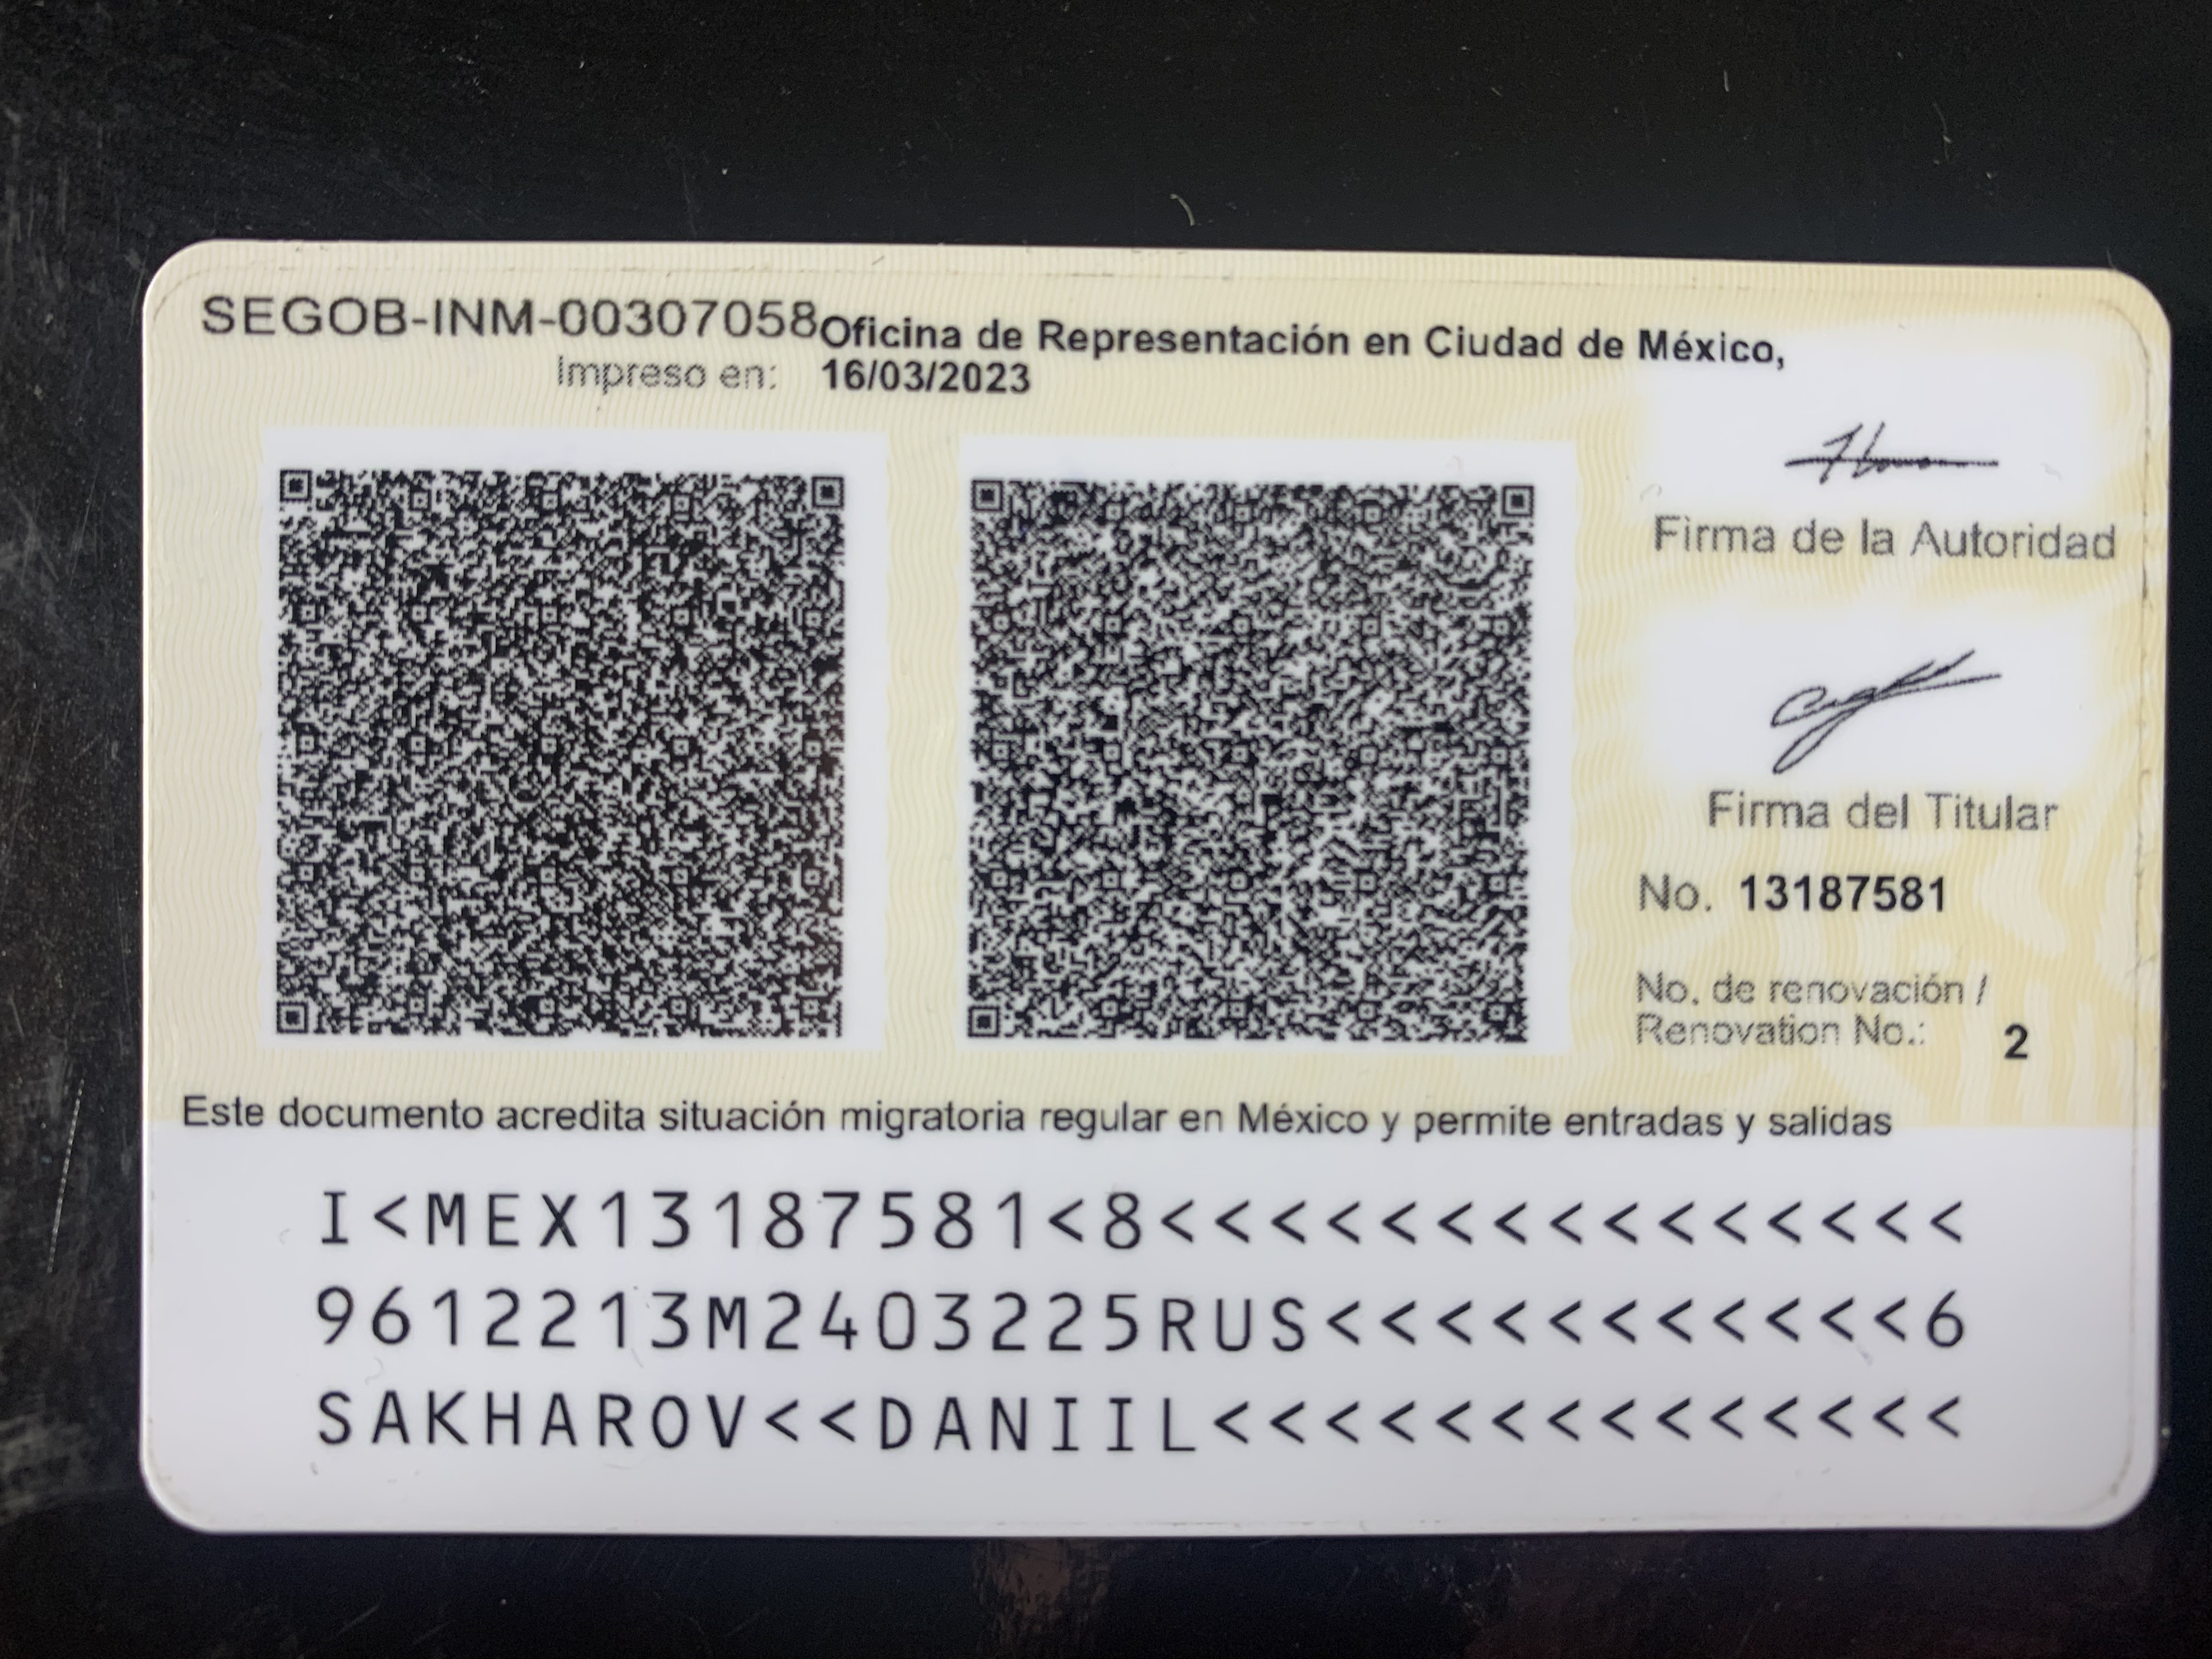 SEGOB-INM-00307058 Oficina de Representación en Ciudad de México,
Impreso en: 16/03/2023
Firma de la Autoridad
Firma del Titular
No. 13187581
No. de renovación /
Renovation No.: 2
Este documento acredita situación migratoria regular en México y permite entradas y salidas
I<MEX13187581<8<<<<<<<<<<<<<<<
9612213M2403225RUS<<<<<<<<<<<6
SAKHAROV<<DANIIL<<<<<<<<<<<<<<